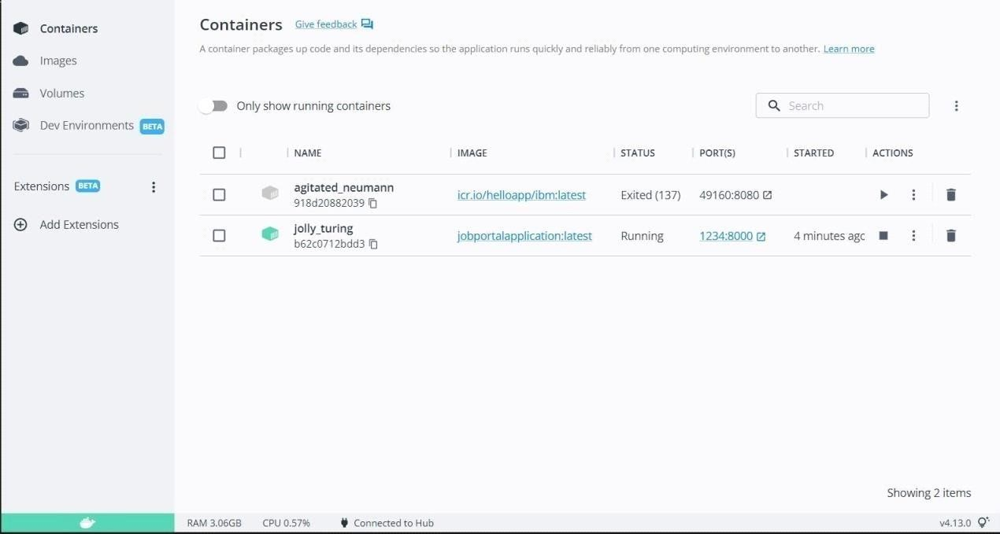 Containers
Images
Volumes
Dev Environments BETA
Extensions BETA
Add Extensions
Containers Give feedback
A container packages up code and its dependencies so the application runs quickly and reliably from one computing environment to another. Learn more
Only show running containers
Search
NAME IMAGE STATUS PORT(S) STARTED ACTIONS
agitated_neumann
918d20882039
icr.io/helloapp/ibm:latest Exited (137) 49160:8080
jolly_turing
b62c0712bdd3
jobportalapplication:latest Running 1234:8000 4 minutes agc
Showing 2 items
RAM 3.06GB CPU 0.57% Connected to Hub v4.13.0